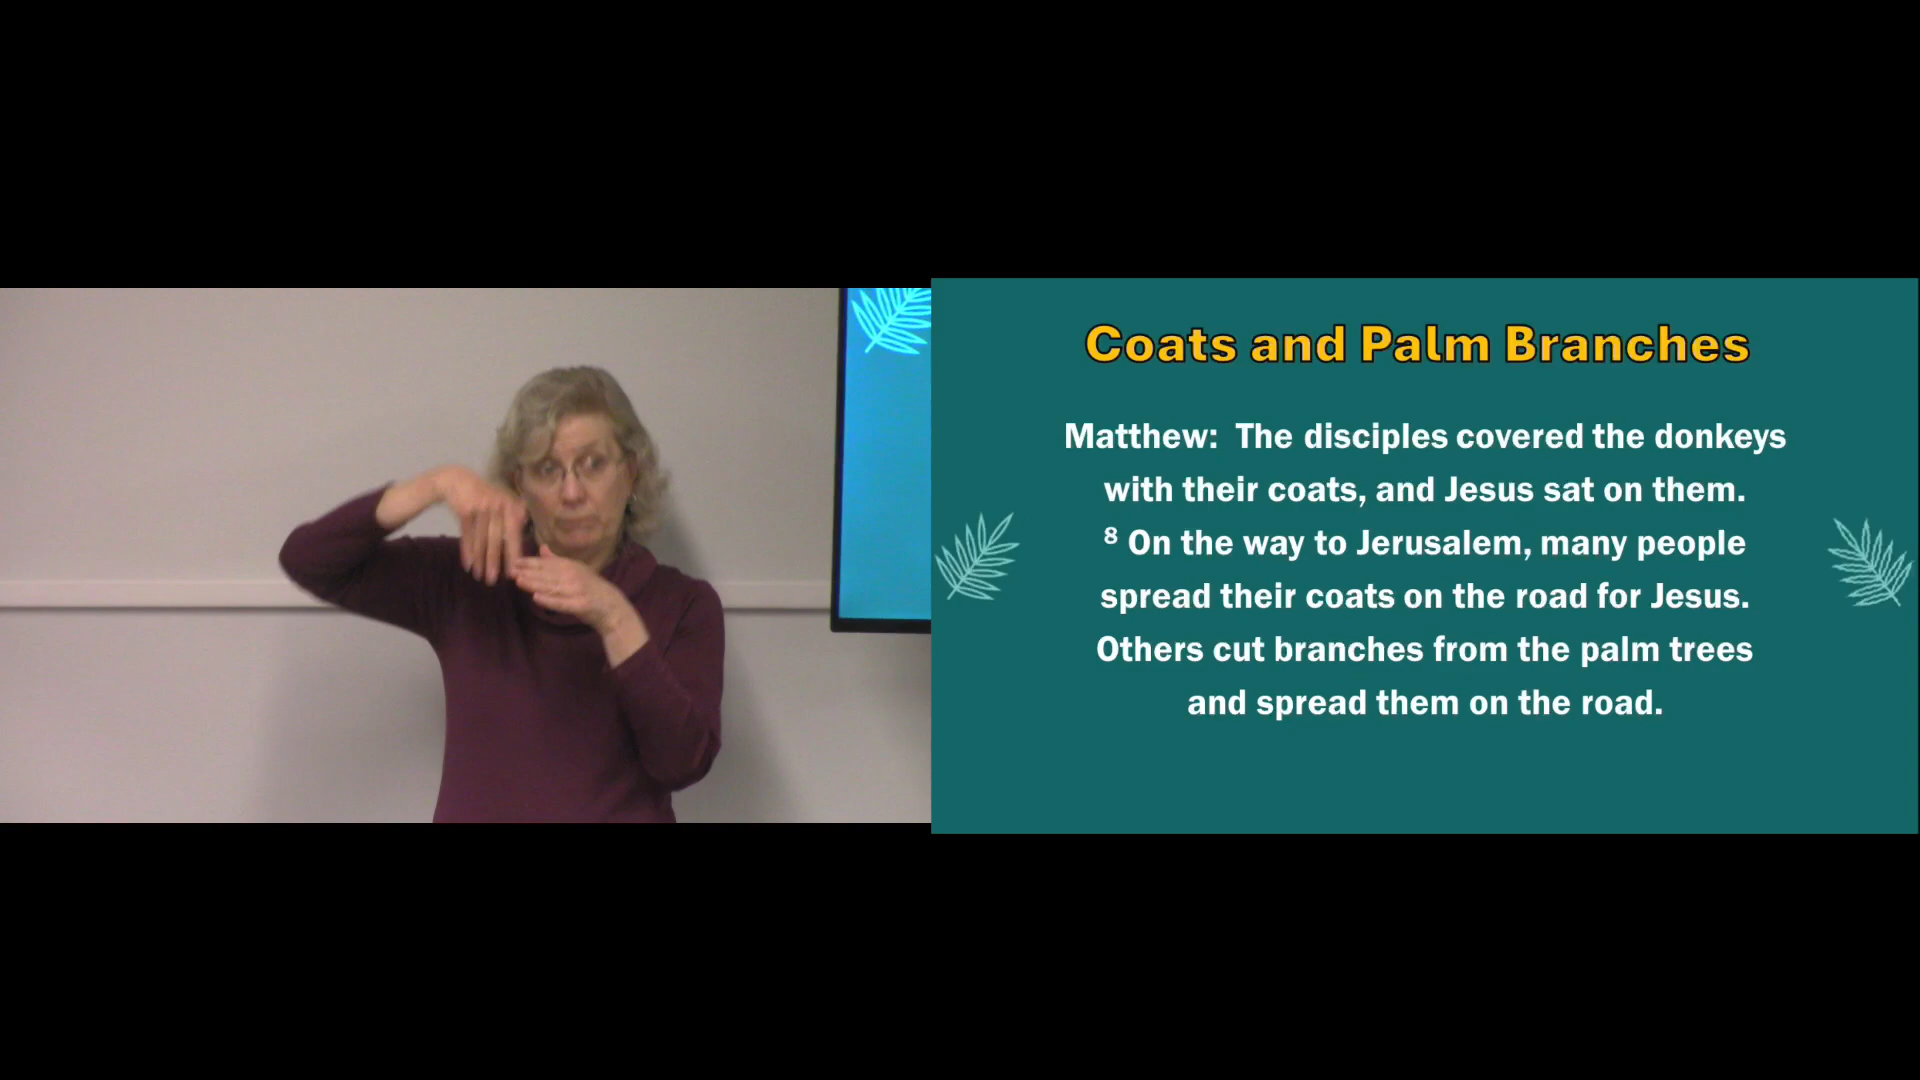 Coats and Palm Branches
Matthew: The disciples covered the donkeys
with their coats, and Jesus sat on them.
⁸ On the way to Jerusalem, many people
spread their coats on the road for Jesus.
Others cut branches from the palm trees
and spread them on the road.